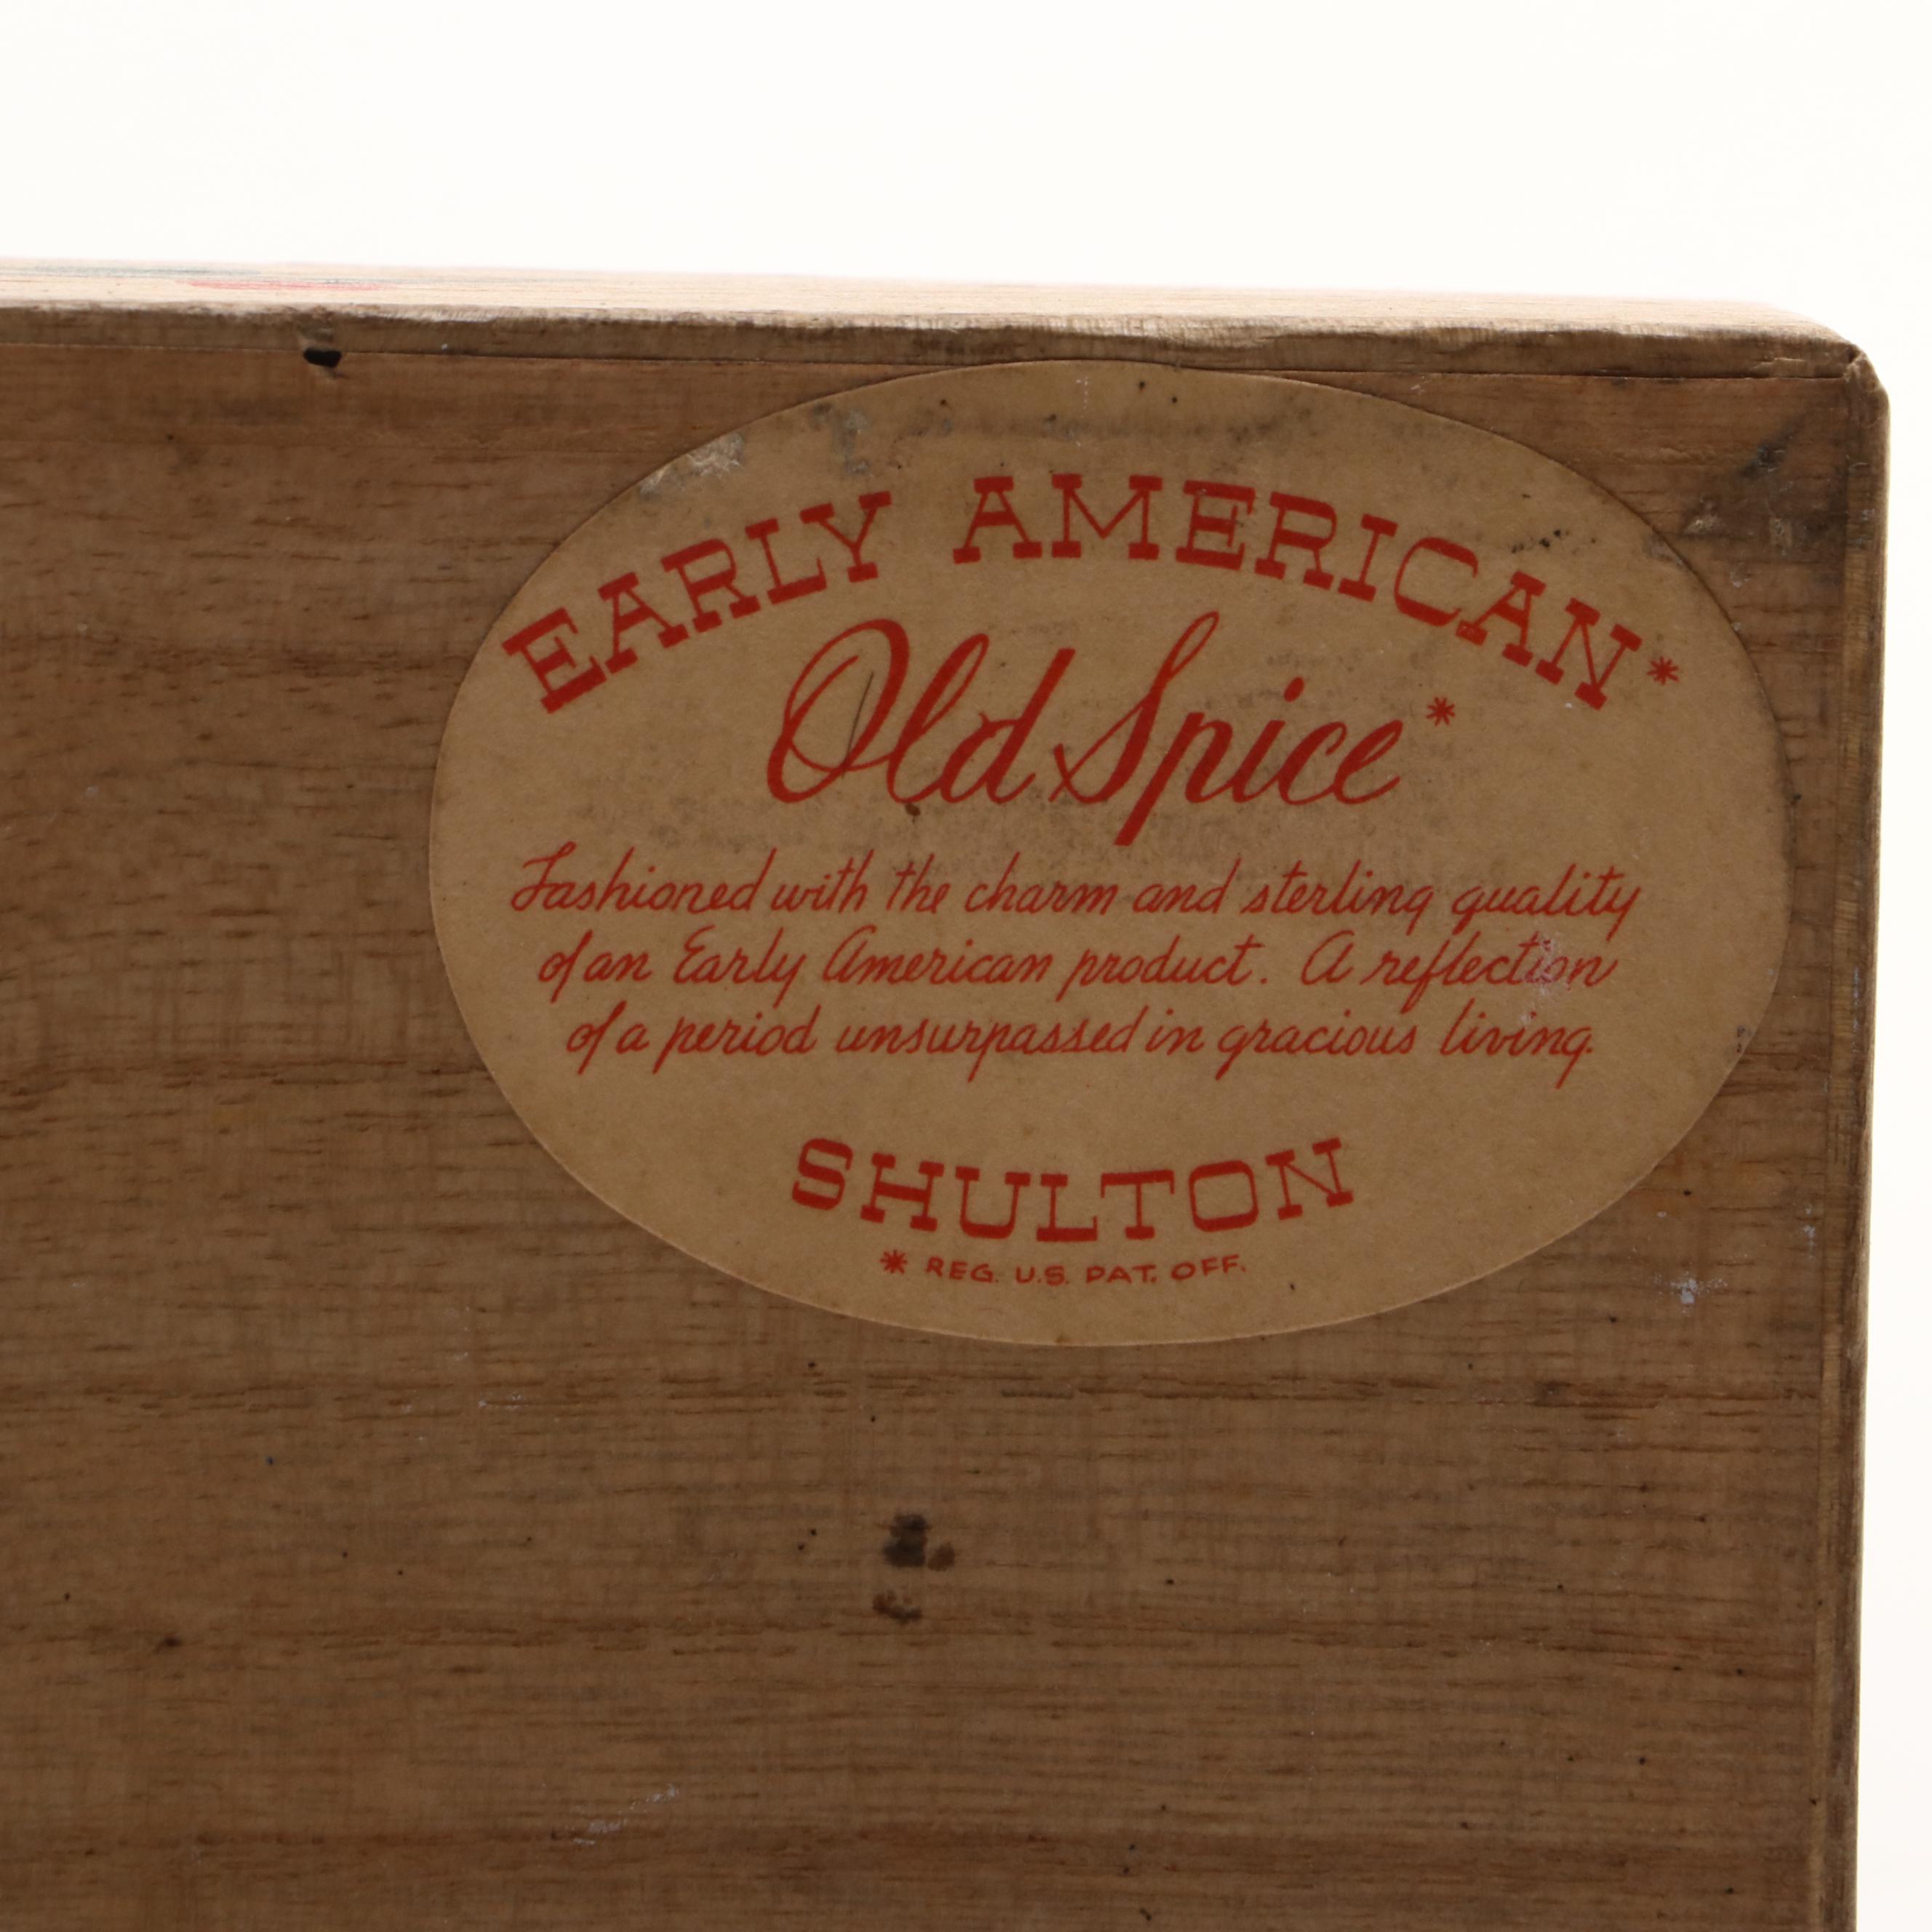 EARLY AMERICAN*
Old Spice*
Fashioned with the charm and sterling quality
of an Early American product. A reflection
of a period unsurpassed in gracious living.
SHULTON
* REG. U.S. PAT. OFF.